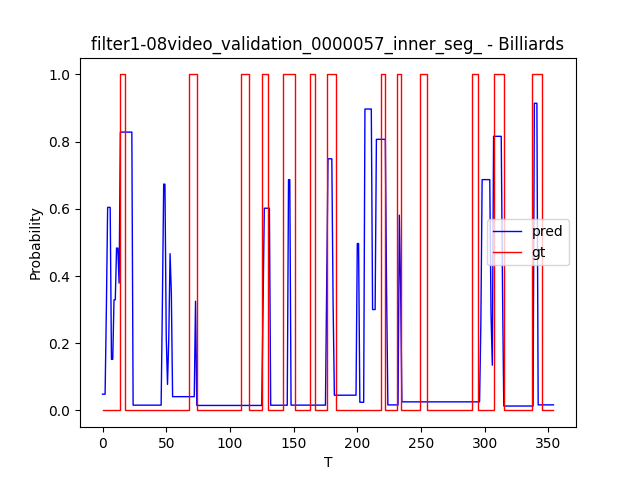 filter1-08video_validation_0000057_inner_seg_ - Billiards
1.0
0.8
0.6
0.4
0.2
0.0
Probability
pred
gt
0 50 100 150 200 250 300 350
T